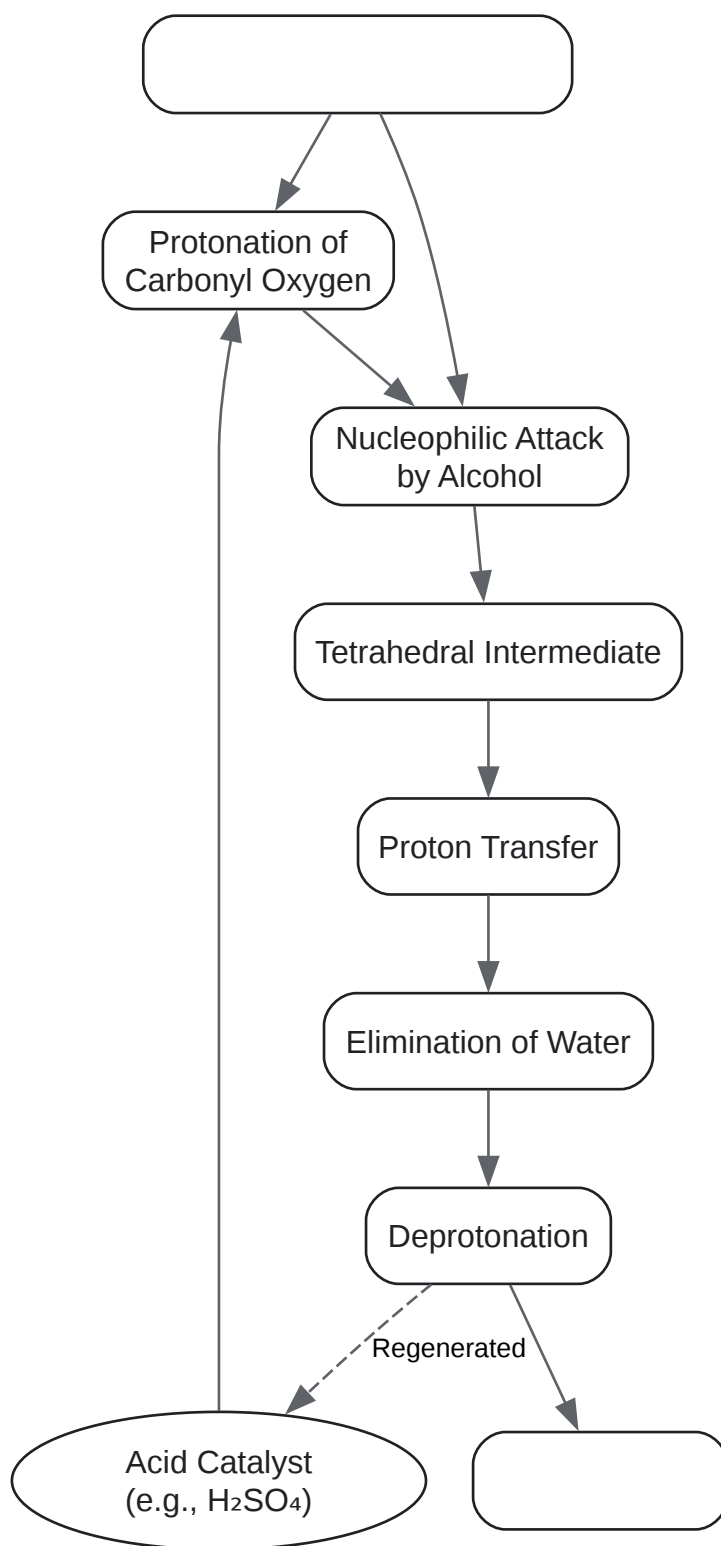 Protonation of
Carbonyl Oxygen
Nucleophilic Attack
by Alcohol
Tetrahedral Intermediate
Proton Transfer
Elimination of Water
Deprotonation
Regenerated
Acid Catalyst
(e.g., H₂SO₄)